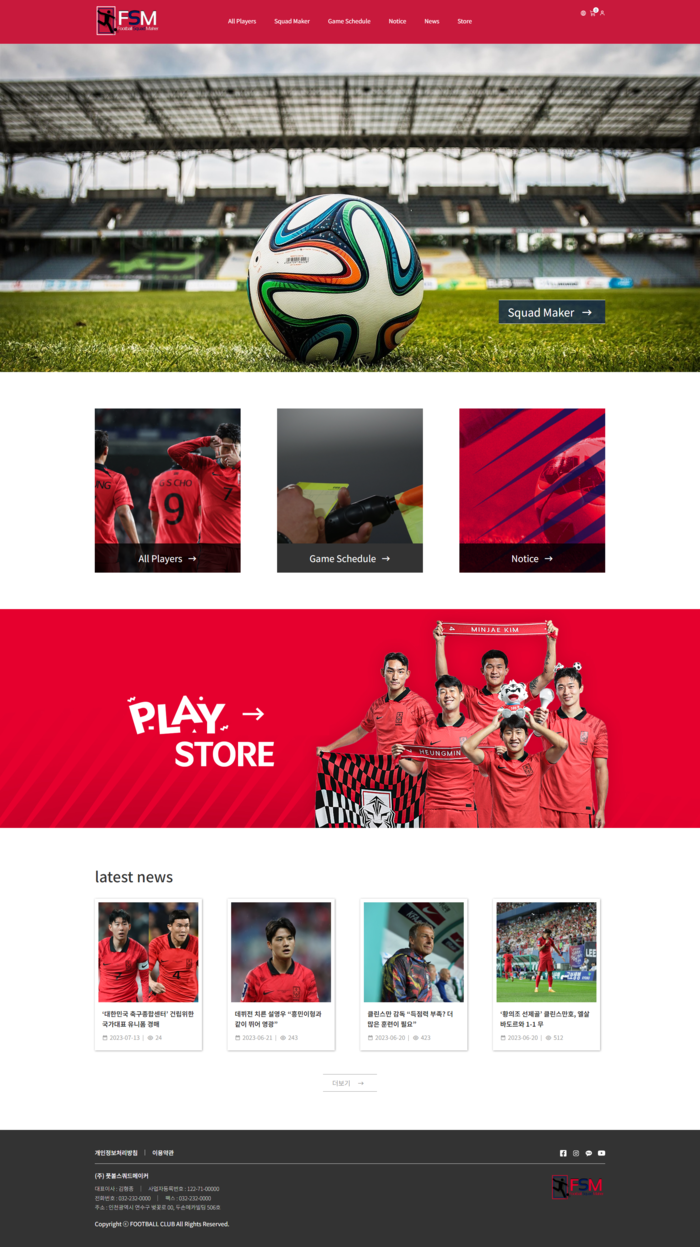 FSM
All Players
Squad Maker
Game Schedule
Notice
News
Store
Squad Maker →
NG
G S CHO
9
7
All Players →
Game Schedule →
Notice →
MINJAE KIM
PLAY →
STORE
HEUNGMIN
latest news
‘대한민국 축구종합센터’ 건립위한
국가대표 유니폼 경매
2023-07-13 | 24
데뷔전 치른 설영우 “흥민이형과
같이 뛰어 영광”
2023-06-21 | 243
클린스만 감독 “득점력 부족? 더
많은 훈련이 필요”
2023-06-20 | 423
‘황의조 선제골’ 클린스만호, 엘살
바도르와 1-1 무
2023-06-20 | 512
더보기 →
개인정보처리방침 | 이용약관
(주) 풋볼스쿼드메이커
대표이사 : 김형중 | 사업자등록번호 : 122-71-00000
전화번호 : 032-232-0000 | 팩스 : 032-232-0000
주소 : 인천광역시 연수구 벚꽃로 00, 두손메카빌딩 506호
Copyright ⓒ FOOTBALL CLUB All Rights Reserved.
FSM